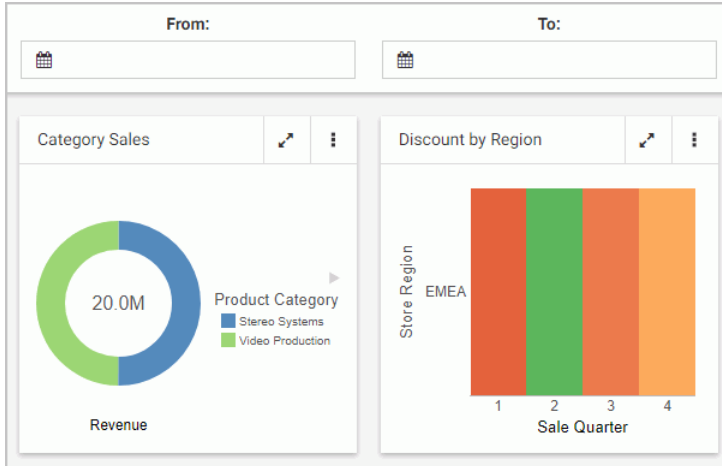 From:
To:
Category Sales
Discount by Region
20.0M
Product Category
Stereo Systems
Video Production
Revenue
Store Region
EMEA
1 2 3 4
Sale Quarter